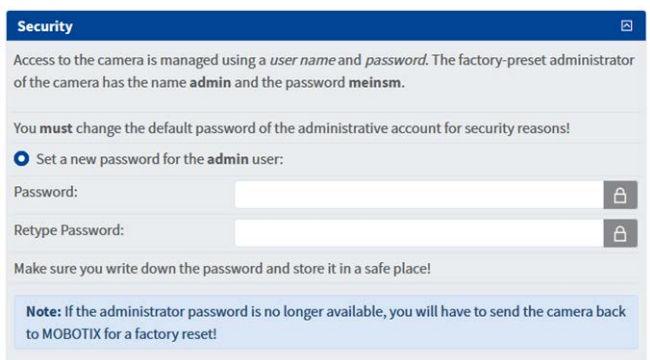 Security
Access to the camera is managed using a user name and password. The factory-preset administrator
of the camera has the name admin and the password meinsm.
You must change the default password of the administrative account for security reasons!
Set a new password for the admin user:
Password:
Retype Password:
Make sure you write down the password and store it in a safe place!
Note: If the administrator password is no longer available, you will have to send the camera back
to MOBOTIX for a factory reset!